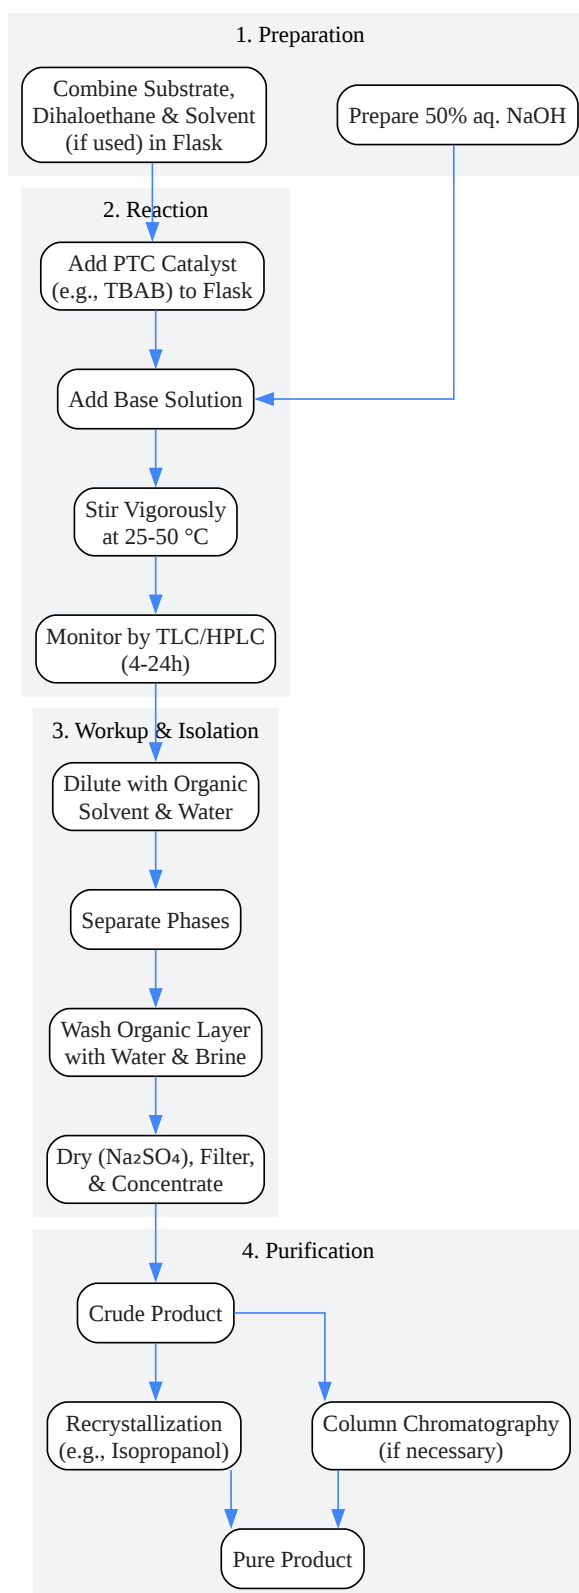 1. Preparation
Combine Substrate,
Dihaloethane & Solvent
(if used) in Flask
Prepare 50% aq. NaOH
2. Reaction
Add PTC Catalyst
(e.g., TBAB) to Flask
Add Base Solution
Stir Vigorously
at 25-50 °C
Monitor by TLC/HPLC
(4-24h)
3. Workup & Isolation
Dilute with Organic
Solvent & Water
Separate Phases
Wash Organic Layer
with Water & Brine
Dry (Na₂SO₄), Filter,
& Concentrate
4. Purification
Crude Product
Recrystallization
(e.g., Isopropanol)
Column Chromatography
(if necessary)
Pure Product